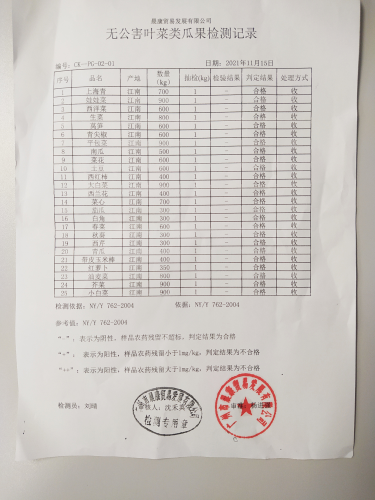 晨康贸易发展有限公司
无公害叶菜类瓜果检测记录
编号：CK--PG-02-01 日期：2021年11月15日
序号 品名 产地 数量(kg) 抽检(kg) 检验结果 判定结果 处理方式
1 上海青 江南 700 1 - 合格 收
2 娃娃菜 江南 900 1 - 合格 收
3 西洋菜 江南 600 1 - 合格 收
4 生菜 江南 800 1 - 合格 收
5 莴笋 江南 600 1 - 合格 收
6 青尖椒 江南 600 1 - 合格 收
7 平包菜 江南 900 1 - 合格 收
8 南瓜 江南 500 1 - 合格 收
9 菜花 江南 600 1 - 合格 收
10 土豆 江南 600 1 - 合格 收
11 西红柿 江南 400 1 - 合格 收
12 大白菜 江南 900 1 - 合格 收
13 西兰花 江南 400 1 - 合格 收
14 菜心 江南 700 1 - 合格 收
15 茄瓜 江南 1 - 合格 收
16 白角 江南 300 1 - 合格 收
17 春菜 江南 600 1 - 合格 收
18 秋葵 江南 300 1 - 合格 收
19 西芹 江南 300 1 - 合格 收
20 青瓜 江南 400 1 - 合格 收
21 带皮玉米棒 江南 400 1 - 合格 收
22 红萝卜 江南 350 1 - 合格 收
23 江南 400 1 - 合格 收
24 芥菜 江南 900 1 - 合格 收
25 小白菜 江南 900 1 - 合格 收
检测依据：NY/Y 762-2004 依据：NY/Y 762-2004
参考值：NY/Y 762-2004
“-”：表示为阴性，样品农药残留不超标，判定结果为合格
“+”： 表示为阳性，样品农药残留小于1mg/kg，判定结果为不合格
“++”：表示为阳性，样品农药残留大于1mg/kg，判定结果为不合格
检测员：刘晴 审核人：沈禾英
检测专用章